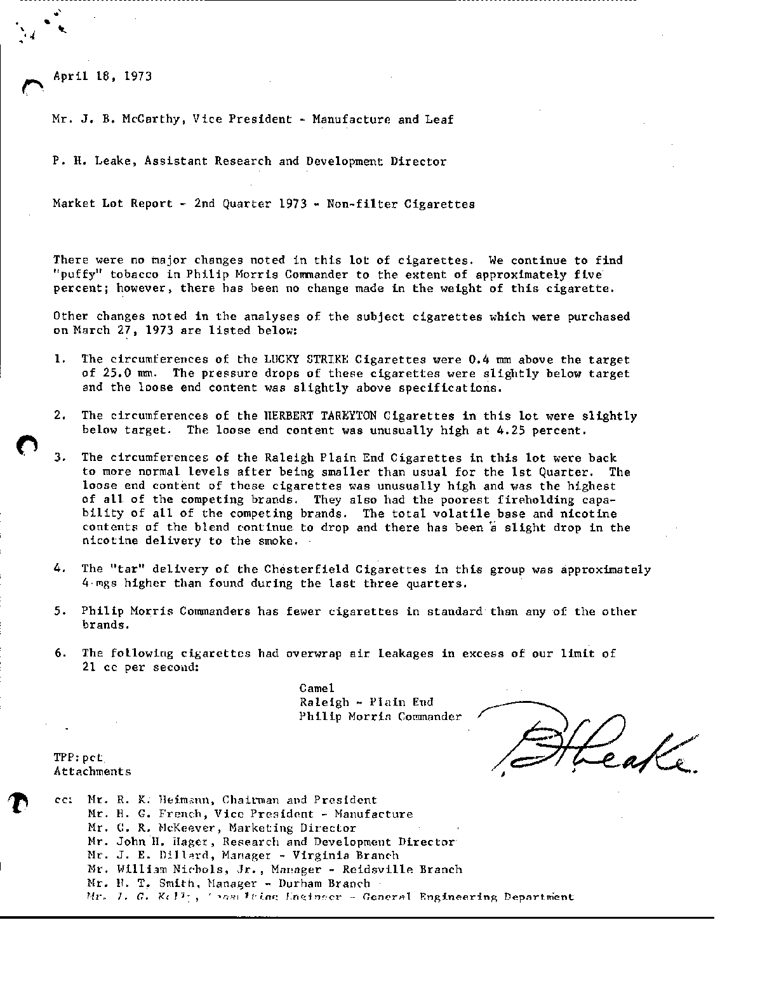 April 18, 1973
Mr. J. B. McCarthy, Vice President - Manufacture and Leaf
P. H. Leake, Assistant Research and Development Director
Market Lot Report - 2nd Quarter 1973 - Non-filter Cigarettes
There were no major changes noted in this lot of cigarettes. We continue to find
"puffy" tobacco in Philip Morris Commander to the extent of approximately five
percent; however, there has been no change made in the weight of this cigarette.
Other changes noted in the analyses of the subject cigarettes which were purchased
on March 27, 1973 are listed below:
1. The circumferences of the LUCKY STRIKE Cigarettes were 0.4 mm above the target
of 25.0 mm. The pressure drops of these cigarettes were slightly below target
and the loose end content was slightly above specifications.
2. The circumferences of the HERBERT TAREYTON Cigarettes in this lot were slightly
below target. The loose end content was unusually high at 4.25 percent.
3. The circumferences of the Raleigh Plain End Cigarettes in this lot were back
to more normal levels after being smaller than usual for the 1st Quarter. The
loose end content of these cigarettes was unusually high and was the highest
of all of the competing brands. They also had the poorest fireholding capa-
bility of all of the competing brands. The total volatile base and nicotine
contents of the blend continue to drop and there has been a slight drop in the
nicotine delivery to the smoke.
4. The "tar" delivery of the Chesterfield Cigarettes in this group was approximately
4 mgs higher than found during the last three quarters.
5. Philip Morris Commanders has fewer cigarettes in standard than any of the other
brands.
6. The following cigarettes had overwrap air leakages in excess of our limit of
21 cc per second:
Camel
Raleigh - Plain End
Philip Morris Commander
PHLeake.
TPP:pct
Attachments
cc: Mr. R. K. Heimann, Chairman and President
Mr. H. G. French, Vice President - Manufacture
Mr. C. R. McKeever, Marketing Director
Mr. John H. Hager, Research and Development Director
Mr. J. E. Dillard, Manager - Virginia Branch
Mr. William Nichols, Jr., Manager - Reidsville Branch
Mr. N. T. Smith, Manager - Durham Branch
Mr. G. Engineer - General Engineering Department